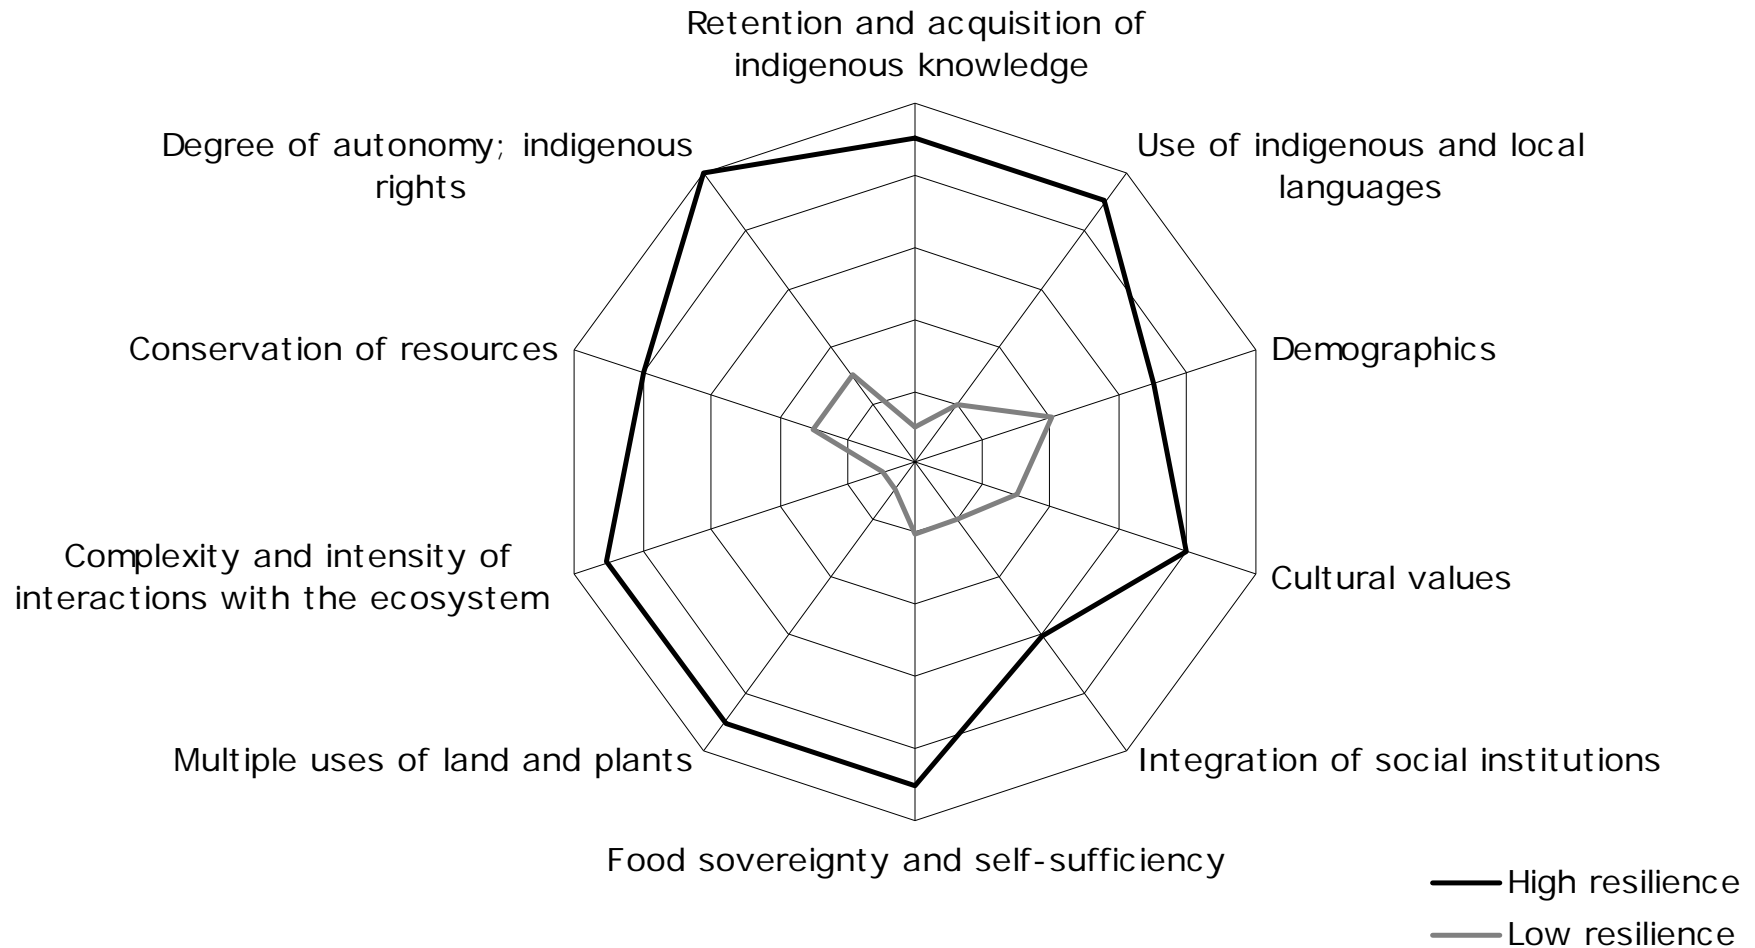 Retention and acquisition of
indigenous knowledge
Degree of autonomy; indigenous
rights
Use of indigenous and local
languages
Conservation of resources
Demographics
Complexity and intensity of
interactions with the ecosystem
Cultural values
Multiple uses of land and plants
Integration of social institutions
Food sovereignty and self-sufficiency
High resilience
Low resilience